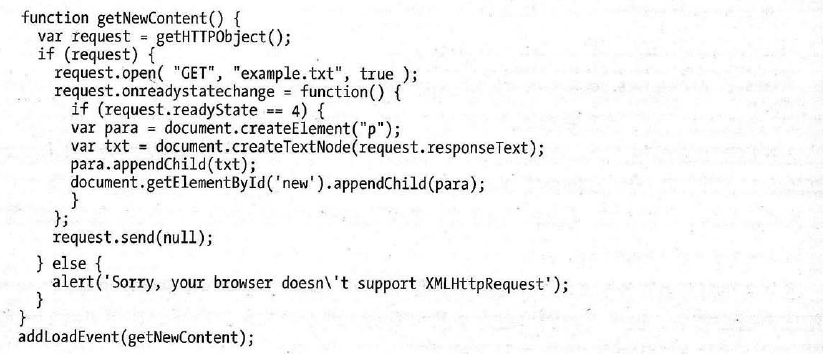 function getNewContent() {
  var request = getHTTPObject();
  if (request) {
    request.open( "GET", "example.txt", true );
    request.onreadystatechange = function() {
      if (request.readyState == 4) {
      var para = document.createElement("p");
      var txt = document.createTextNode(request.responseText);
      para.appendChild(txt);
      document.getElementById('new').appendChild(para);
      }
    };
    request.send(null);
  } else {
    alert('Sorry, your browser doesn\'t support XMLHttpRequest');
  }
}
addLoadEvent(getNewContent);